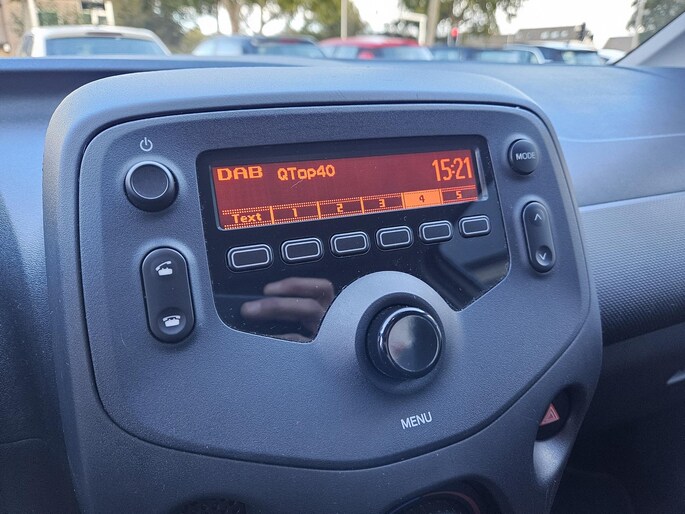 DAB QTop40 15:21
Text 1 2 3 4 5
MODE
MENU